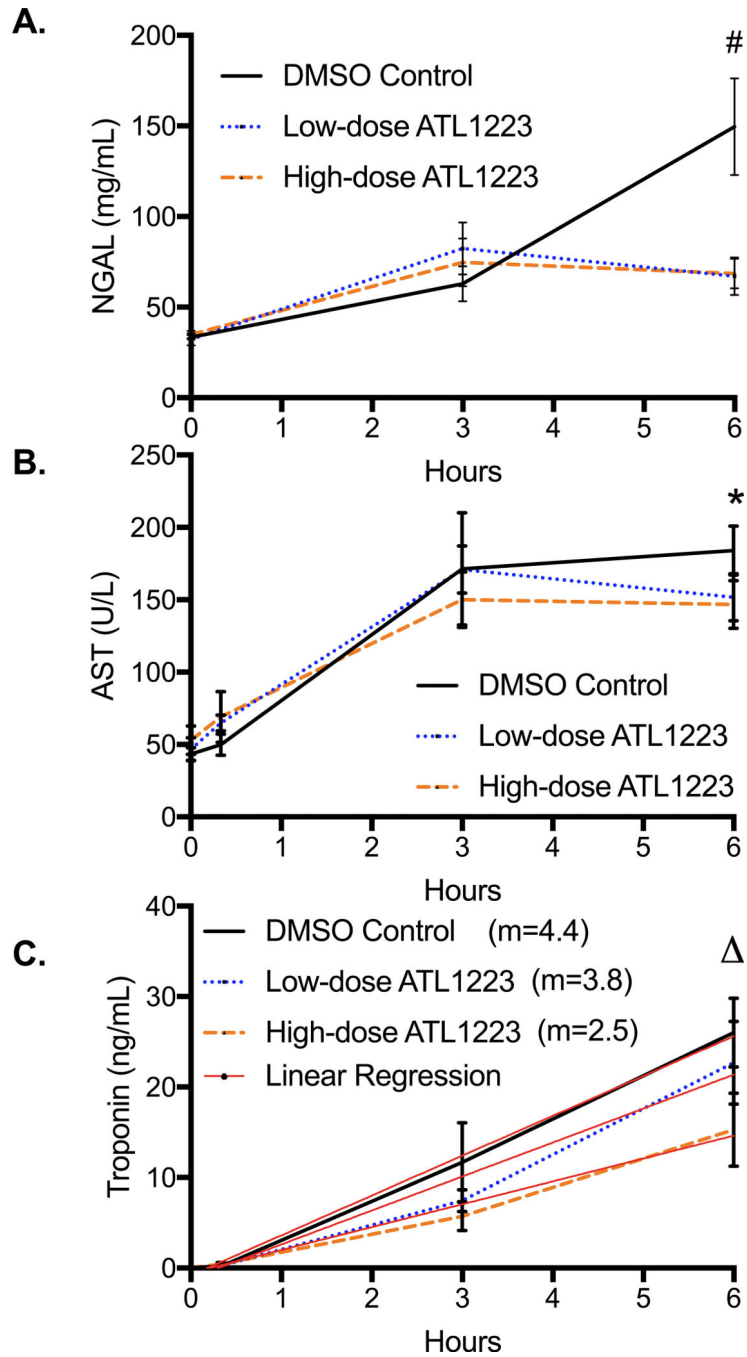 A.
200
150
100
50
0
NGAL (mg/mL)
#
DMSO Control
Low-dose ATL1223
High-dose ATL1223
0 1 2 3 4 5 6
Hours
B.
250
200
150
100
50
0
AST (U/L)
*
DMSO Control
Low-dose ATL1223
High-dose ATL1223
0 1 2 3 4 5 6
Hours
C.
40
30
20
10
0
Troponin (ng/mL)
Δ
DMSO Control (m=4.4)
Low-dose ATL1223 (m=3.8)
High-dose ATL1223 (m=2.5)
Linear Regression
0 1 2 3 4 5 6
Hours